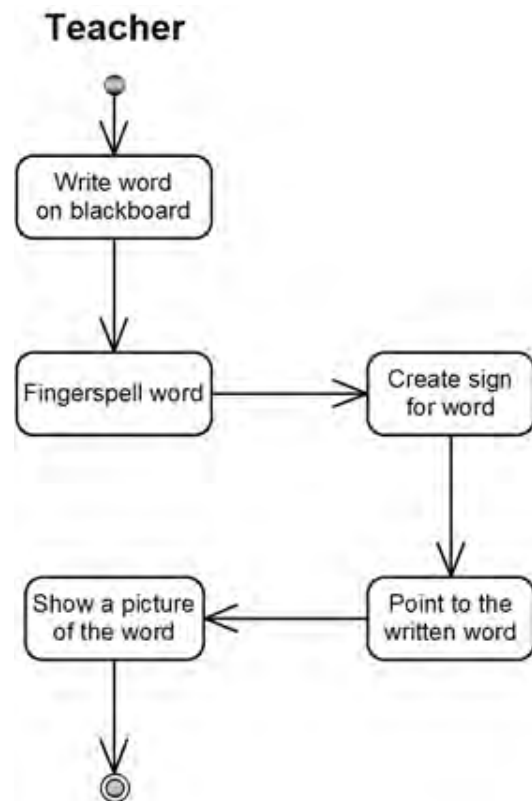 Teacher
Write word
on blackboard
Fingerspell word
Create sign
for word
Point to the
written word
Show a picture
of the word